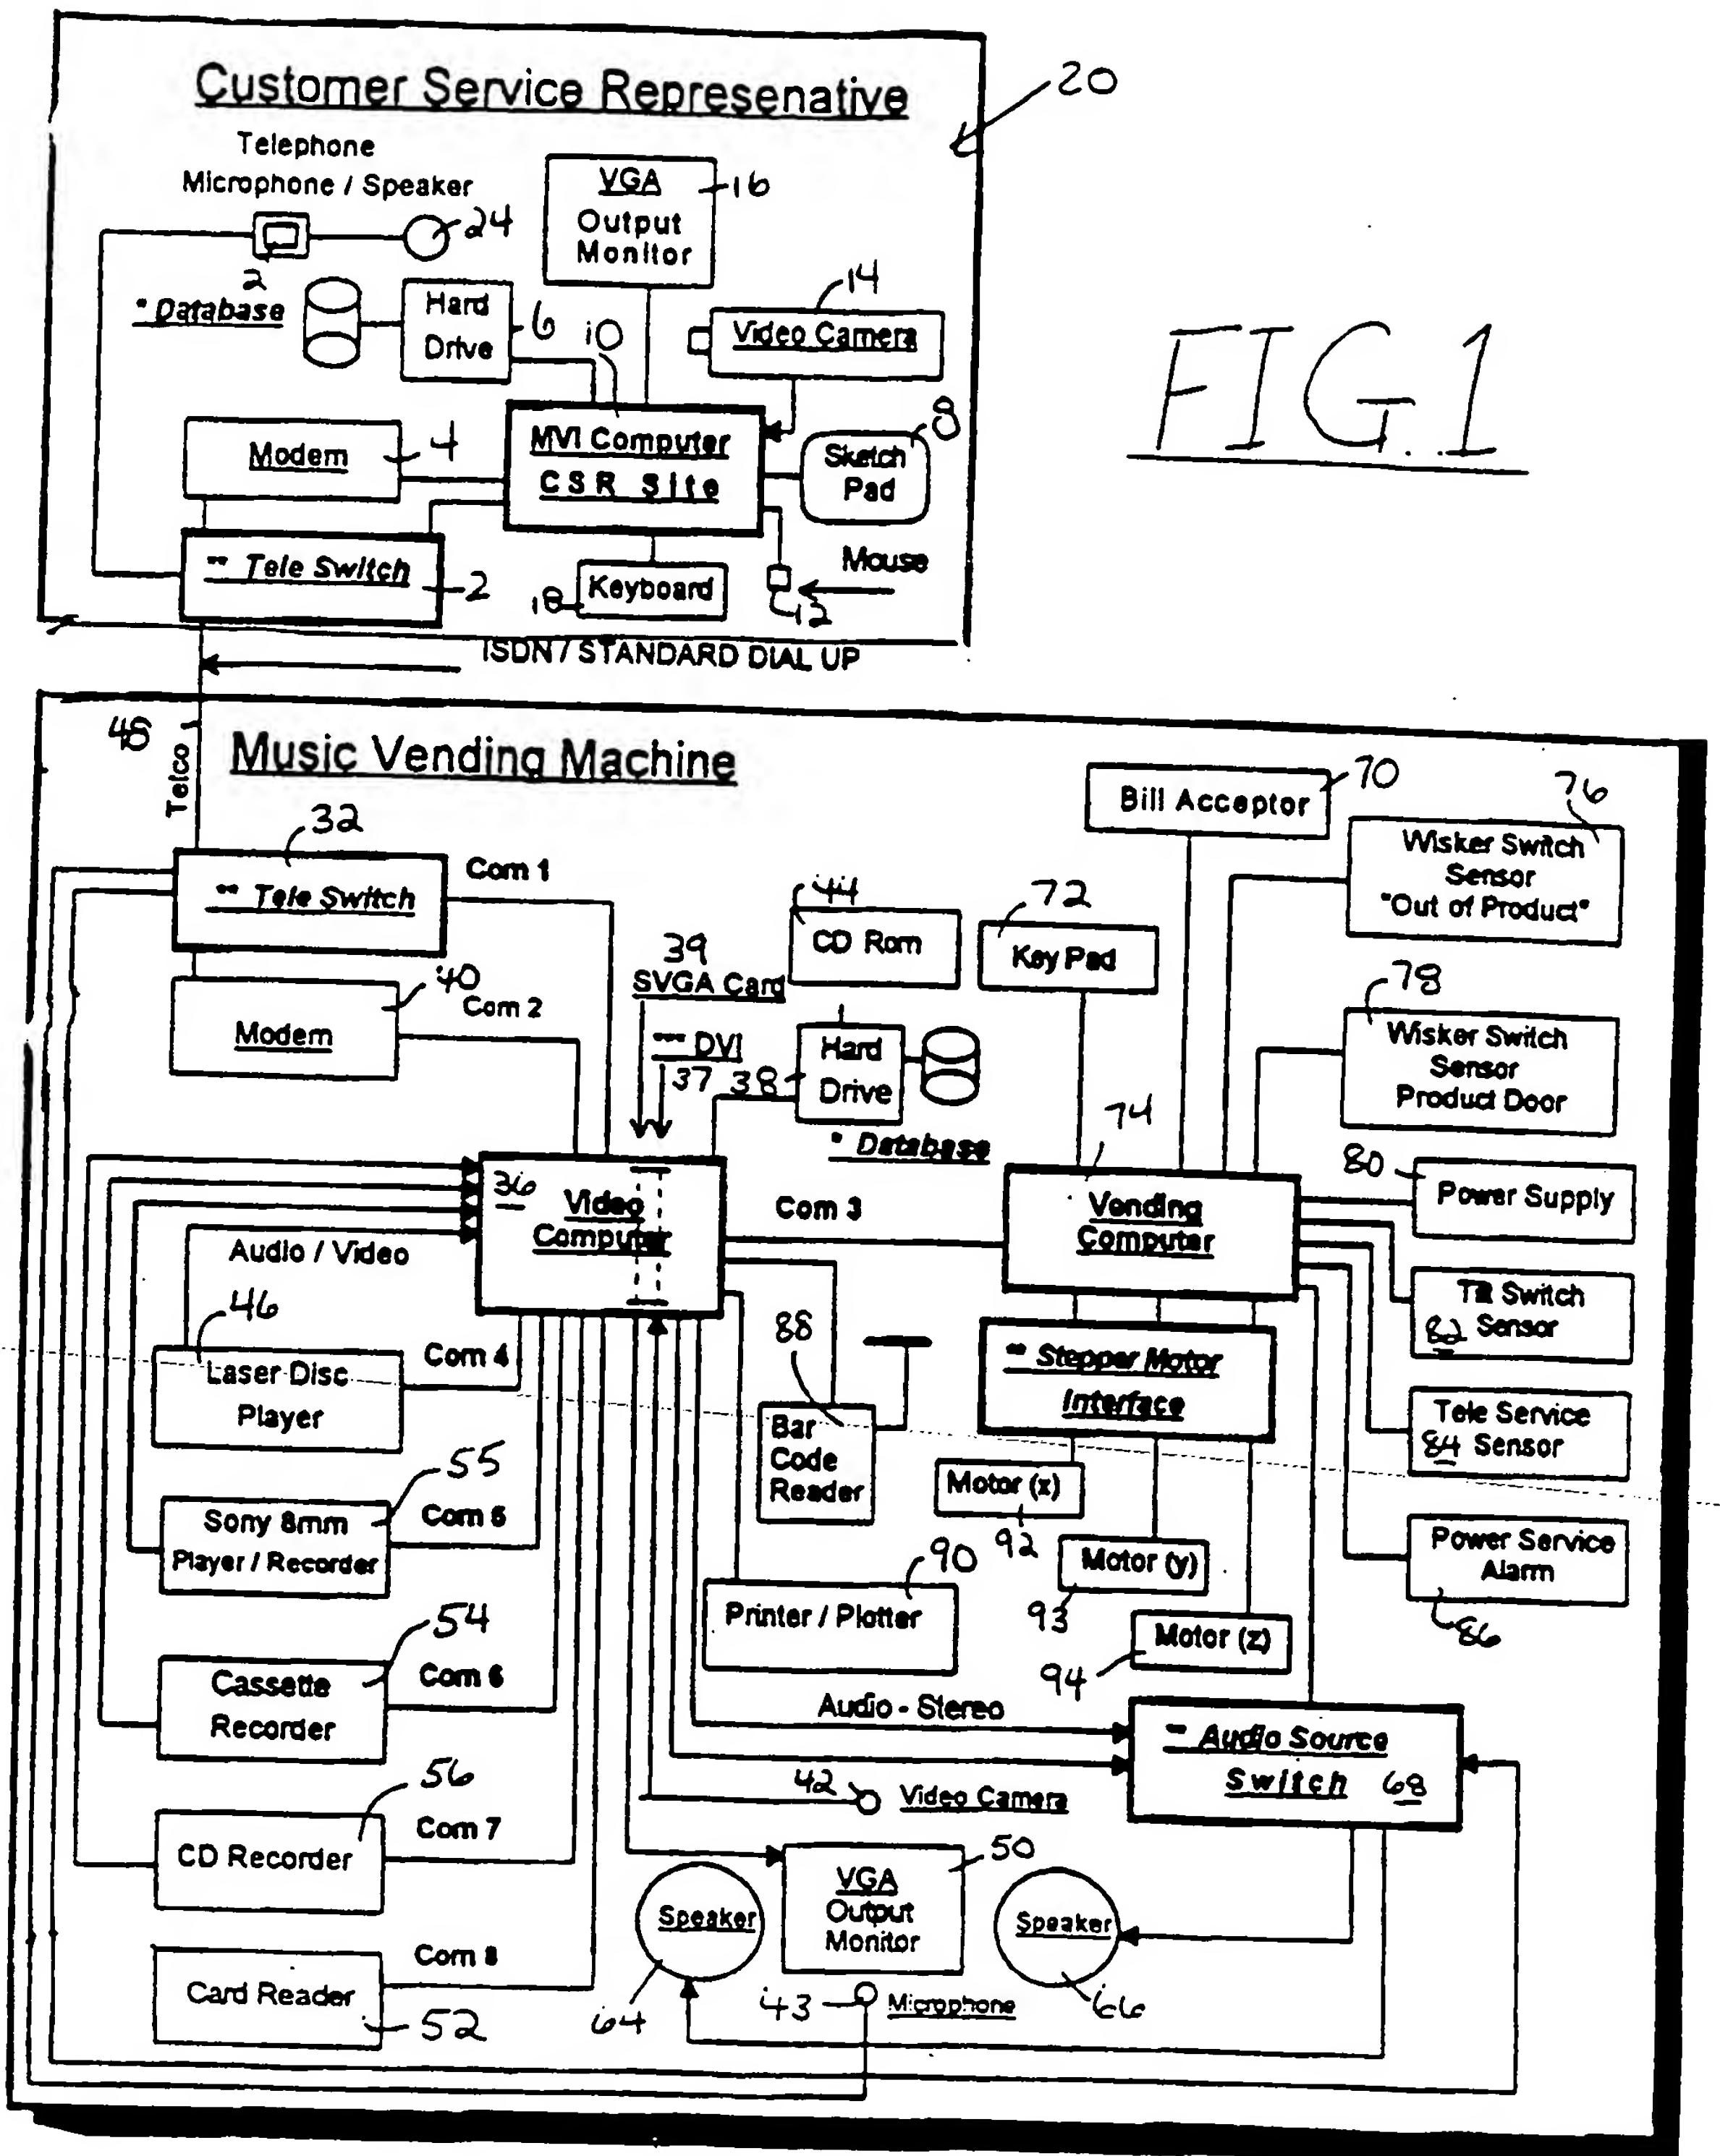 Customer Service Represenative
20
Telephone
Microphone / Speaker
24
2
VGA
Output
Monitor
16
* Database
Hard
Drive
6
10
14
Video Camera
FIG. 1
Modem
4
MVI Computer
CSR Site
8
Sketch
Pad
** Tele Switch
2
18
Keyboard
Mouse
12
ISDN / STANDARD DIAL UP
48
Telco
Music Vending Machine
70
Bill Acceptor
76
Wisker Switch
Sensor
"Out of Product"
32
** Tele Switch
Com 1
44
CD Rom
72
Key Pad
39
SVGA Card
40
Modem
Com 2
*** DVI
37
38
Hard
Drive
* Database
78
Wisker Switch
Sensor
Product Door
74
36
Video
Computer
Com 3
Vending
Computer
80
Power Supply
Audio / Video
Tilt Switch
82 Sensor
46
Laser Disc
Player
Com 4
88
Bar
Code
Reader
** Stepper Motor
Interface
Tele Service
84 Sensor
55
Sony 8mm
Player / Recorder
Com 5
Motor (x)
92
Motor (y)
93
Motor (z)
94
Power Service
Alarm
86
90
Printer / Plotter
54
Cassette
Recorder
Com 6
Audio - Stereo
Audio Source
Switch 68
56
CD Recorder
Com 7
42
Video Camera
50
VGA
Output
Monitor
Speaker
64
Speaker
66
Card Reader
52
Com 8
43
Microphone